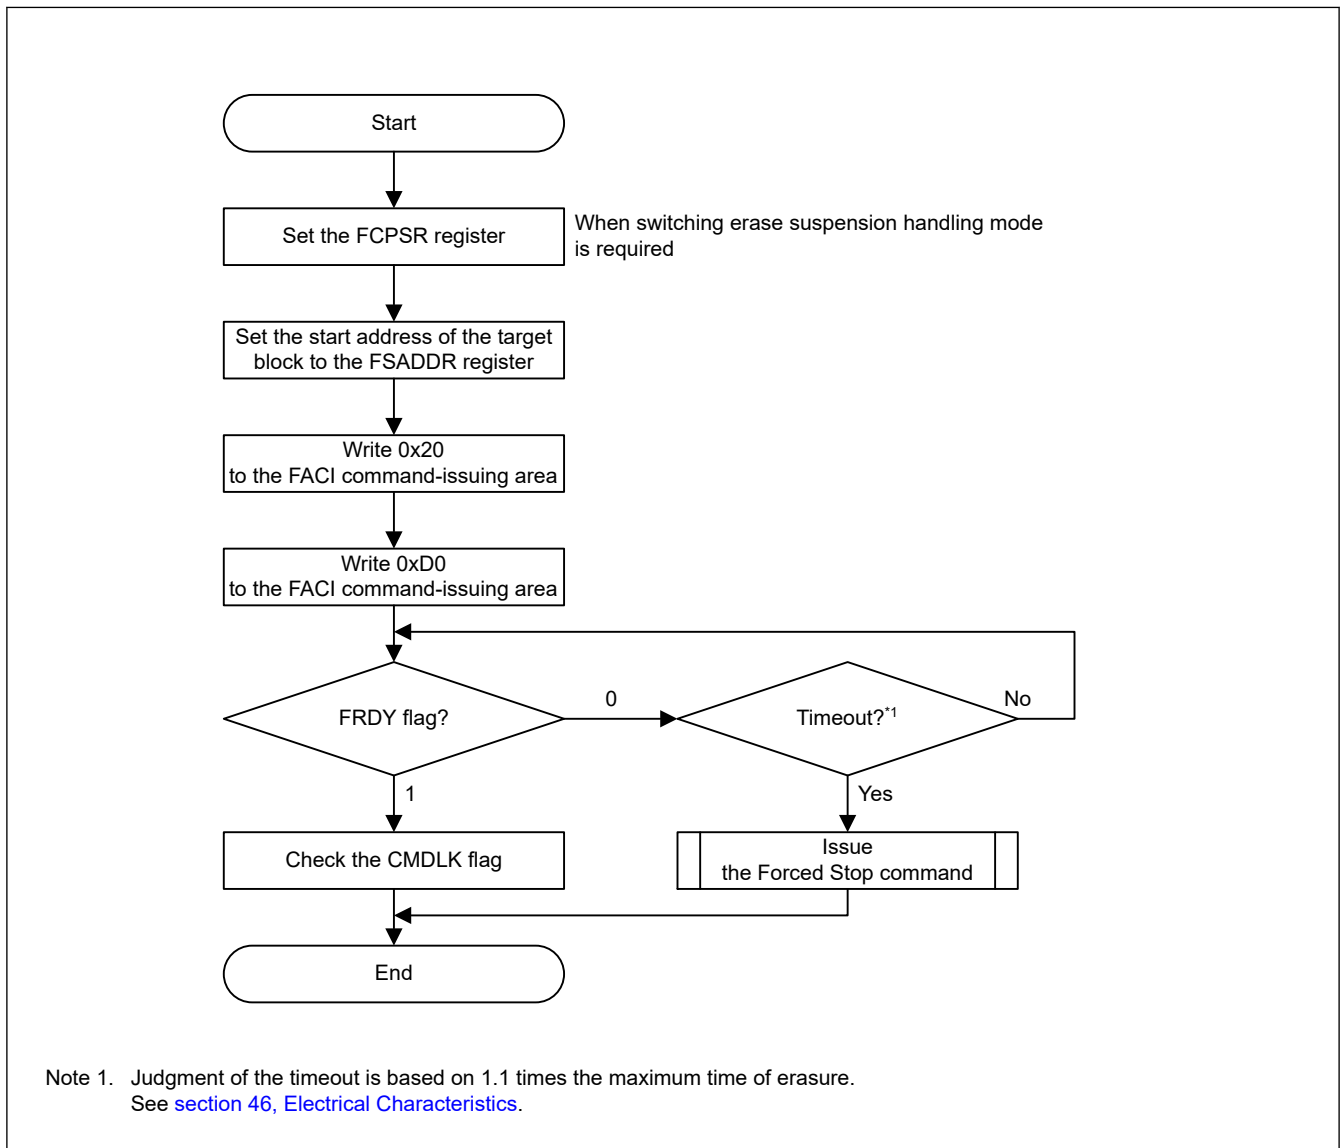 Start
Set the FCPSR register
When switching erase suspension handling mode
is required
Set the start address of the target
block to the FSADDR register
Write 0x20
to the FACI command-issuing area
Write 0xD0
to the FACI command-issuing area
FRDY flag?
0
Timeout?*1
No
1
Yes
Check the CMDLK flag
Issue
the Forced Stop command
End
Note 1. Judgment of the timeout is based on 1.1 times the maximum time of erasure.
See section 46, Electrical Characteristics.